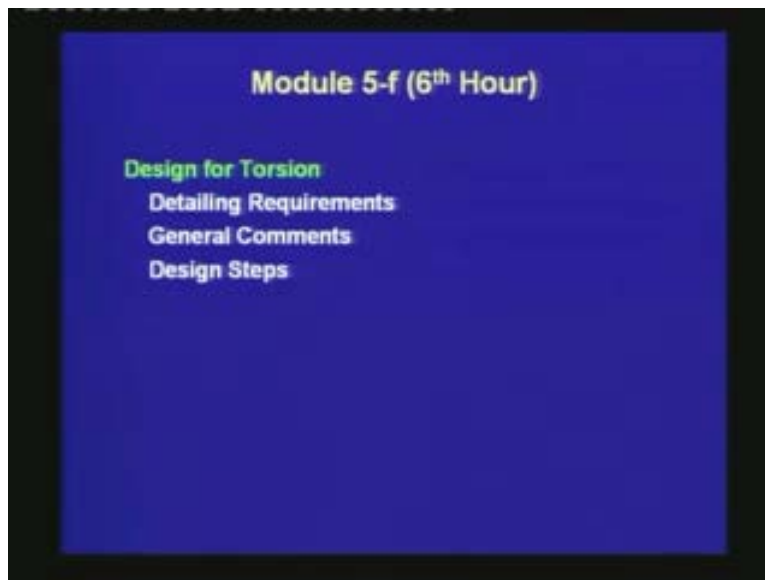 Module 5-f (6th Hour)
Design for Torsion
Detailing Requirements
General Comments
Design Steps